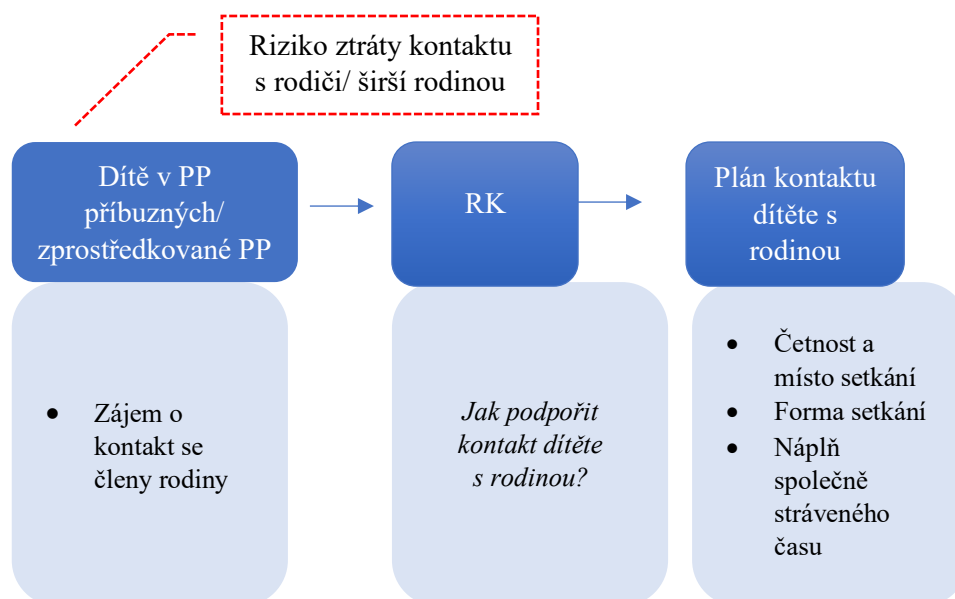 Riziko ztráty kontaktu
s rodiči/ širší rodinou
Dítě v PP
příbuzných/
zprostředkované PP
RK
Plán kontaktu
dítěte s
rodinou
• Zájem o
kontakt se
členy rodiny
Jak podpořit
kontakt dítěte
s rodinou?
• Četnost a
místo setkání
• Forma setkání
• Náplň
společně
stráveného
času